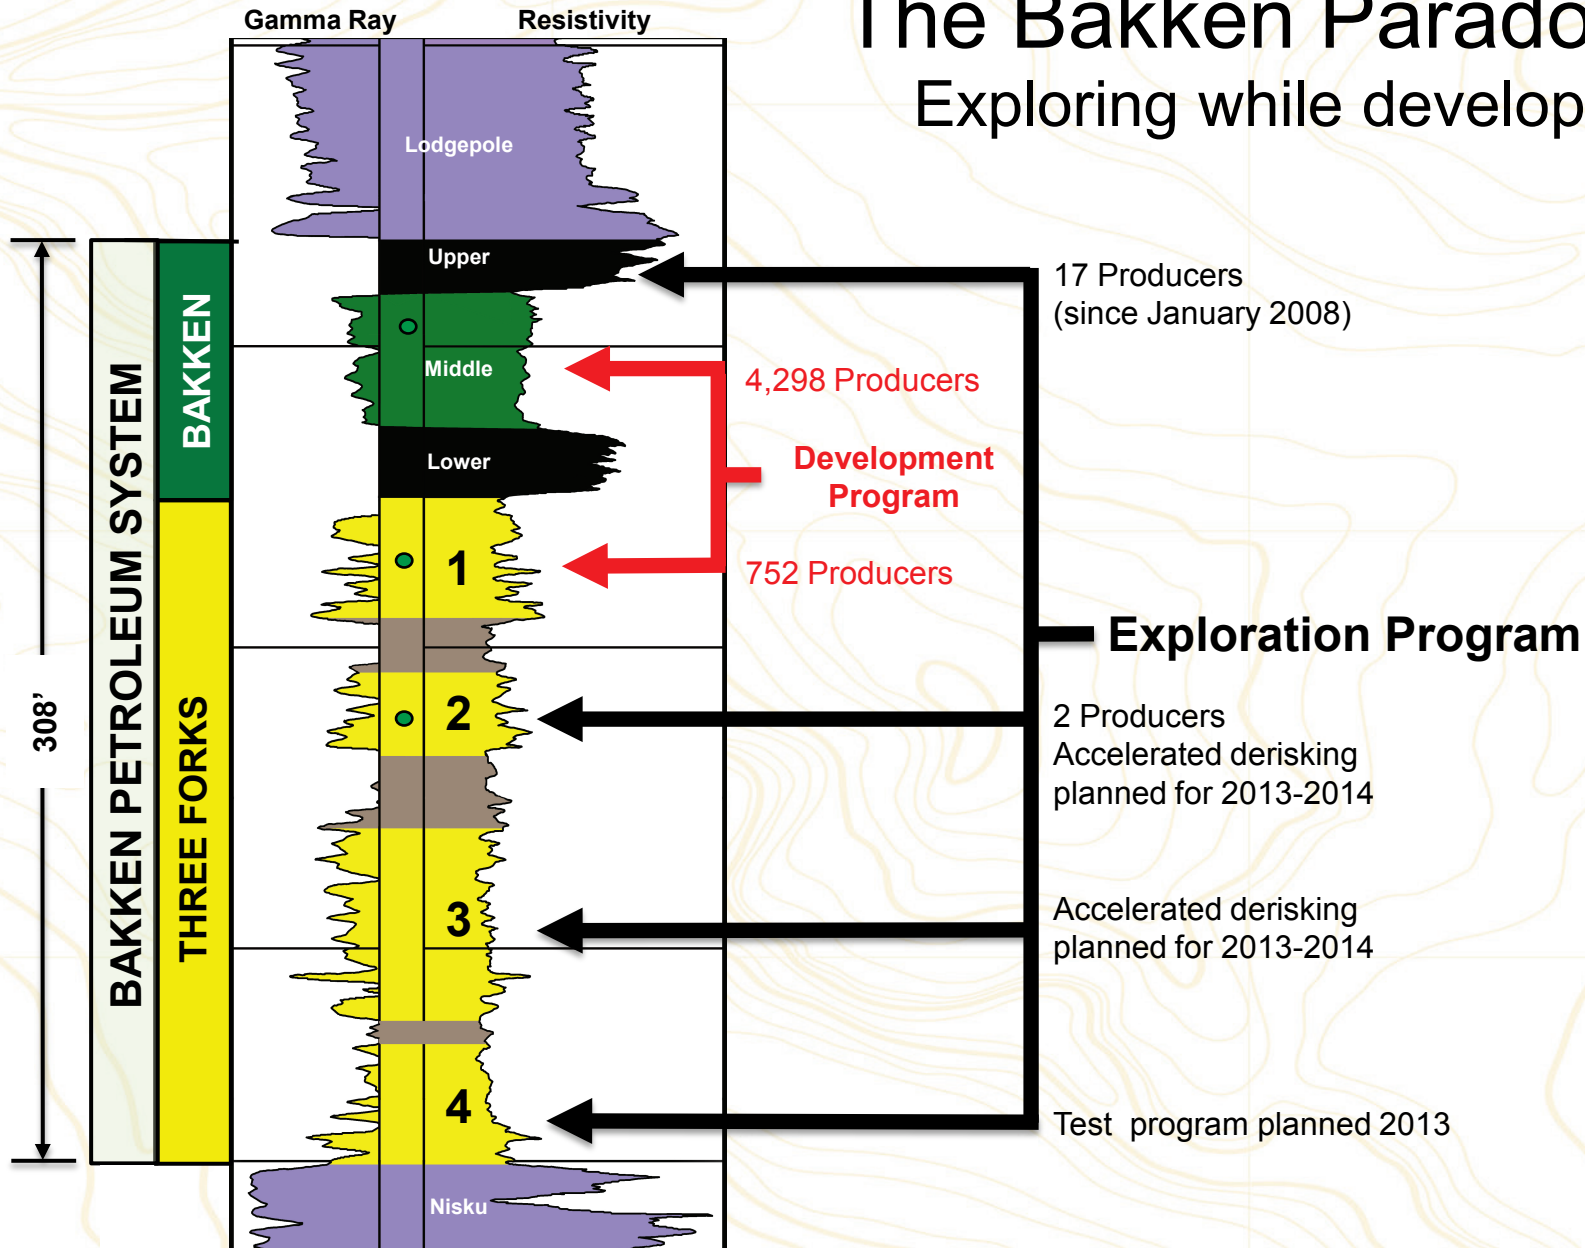 Gamma Ray
Resistivity
The Bakken Parado
Exploring while develop
Lodgepole
Upper
Middle
Lower
1
2
3
4
Nisku
308’
BAKKEN PETROLEUM SYSTEM
BAKKEN
THREE FORKS
17 Producers
(since January 2008)
4,298 Producers
Development
Program
752 Producers
Exploration Program
2 Producers
Accelerated derisking
planned for 2013-2014
Accelerated derisking
planned for 2013-2014
Test program planned 2013